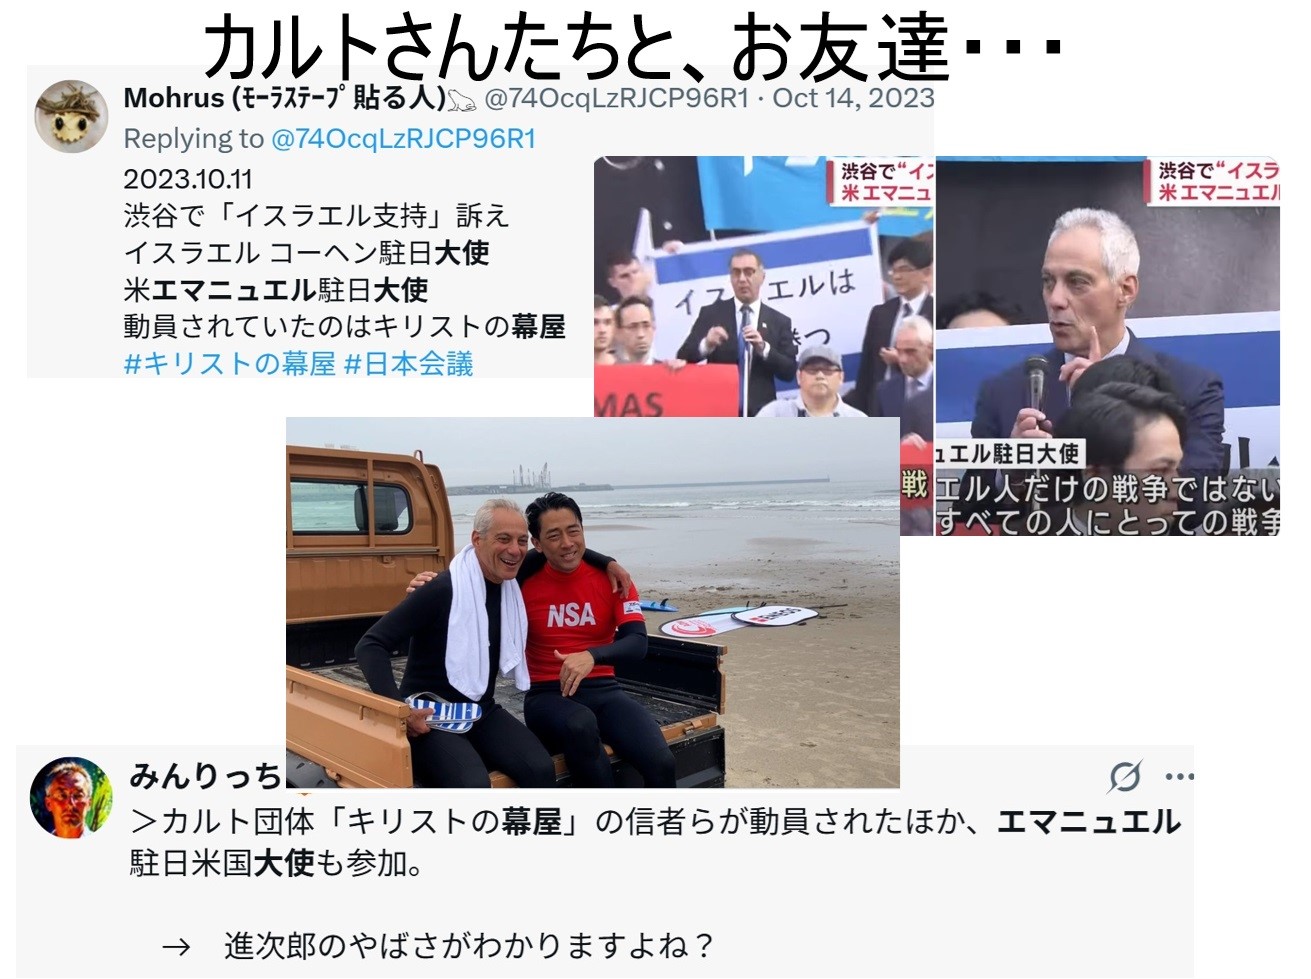 カルトさんたちと、お友達・・・
Mohrus (ﾓｰﾗｽﾃｰﾌﾟ 貼る人) @74OcqLzRJCP96R1 · Oct 14, 2023
Replying to @74OcqLzRJCP96R1
2023.10.11
渋谷で「イスラエル支持」訴え
イスラエル コーヘン駐日大使
米エマニュエル駐日大使
動員されていたのはキリストの幕屋
#キリストの幕屋 #日本会議
渋谷で“イス
米エマニュ
イスラエルは
勝つ
MAS
戦
渋谷で“イスラ
米エマニュエル
ュエル駐日大使
エル人だけの戦争ではない
すべての人にとっての戦争
NSA
ENEOS
みんりっち
＞カルト団体「キリストの幕屋」の信者らが動員されたほか、エマニュエル
駐日米国大使も参加。
→　進次郎のやばさがわかりますよね？